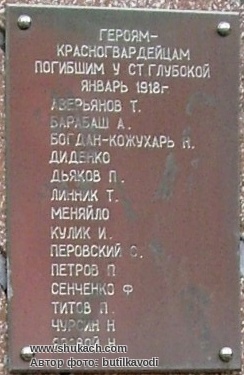 ГЕРОЯМ-
КРАСНОГВАРДЕЙЦАМ
ПОГИБШИМ У СТ.ГЛУБОКОЙ
ЯНВАРЬ 1918г
АВЕРЬЯНОВ Т.
БАРАБАШ А.
БОГДАН-КОЖУХАРЬ Н.
ДИДЕНКО
ДЬЯКОВ П.
ЛИННИК Т.
МЕНЯЙЛО
КУЛИК И.
ПЕРОВСКИЙ С.
ПЕТРОВ П
СЕНЧЕНКО Ф
ТИТОВ П.
ЧУРСИН Н
www.shukach.com
Автор фото- butilkavodi